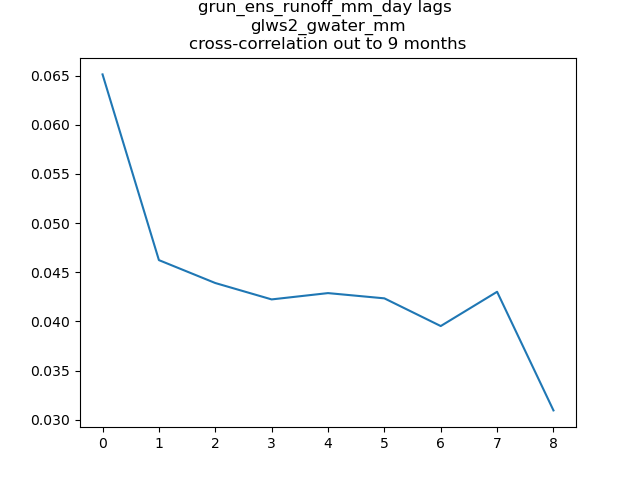 grun_ens_runoff_mm_day lags
glws2_gwater_mm
cross-correlation out to 9 months
0.065
0.060
0.055
0.050
0.045
0.040
0.035
0.030
0 1 2 3 4 5 6 7 8